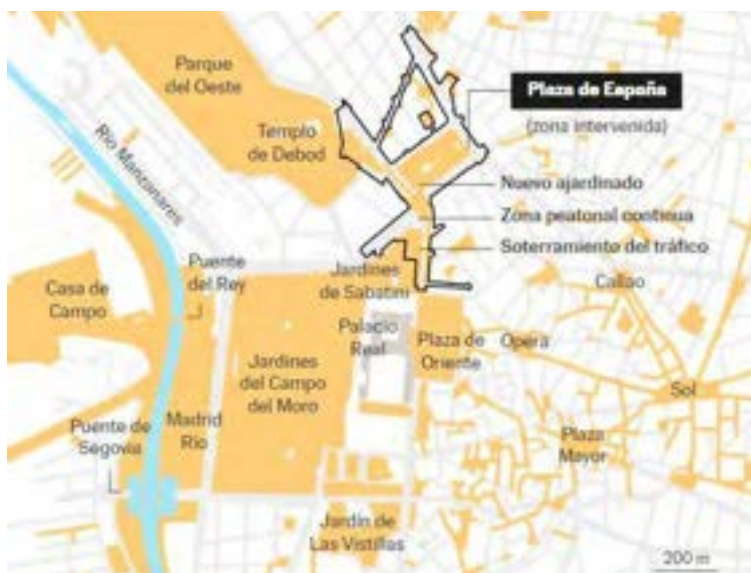 Parque
del Oeste
Plaza de España
(zona intervenida)
Templo
de Debod
Río Manzanares
Nuevo ajardinado
Zona peatonal continua
Soterramiento del tráfico
Puente
del Rey
Jardines
de Sabatini
Callao
Casa de
Campo
Palacio
Real
Plaza de
Oriente
Opera
Jardines
del Campo
del Moro
Sol
Puente de
Segovia
Madrid
Río
Plaza
Mayor
Jardín de
Las Vistillas
200 m